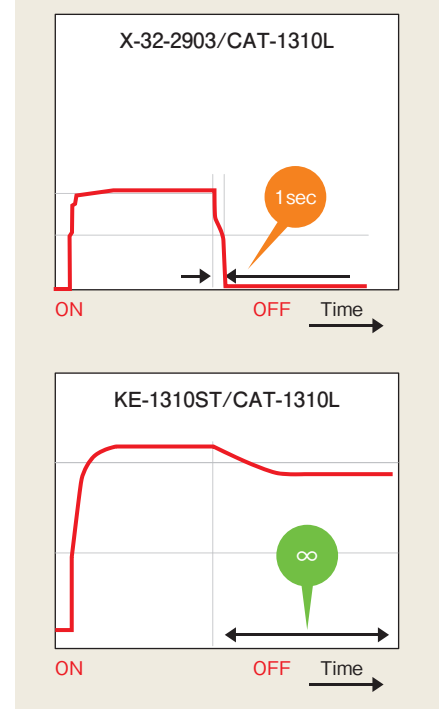 X-32-2903/CAT-1310L
1sec
ON OFF Time
KE-1310ST/CAT-1310L
∞
ON OFF Time